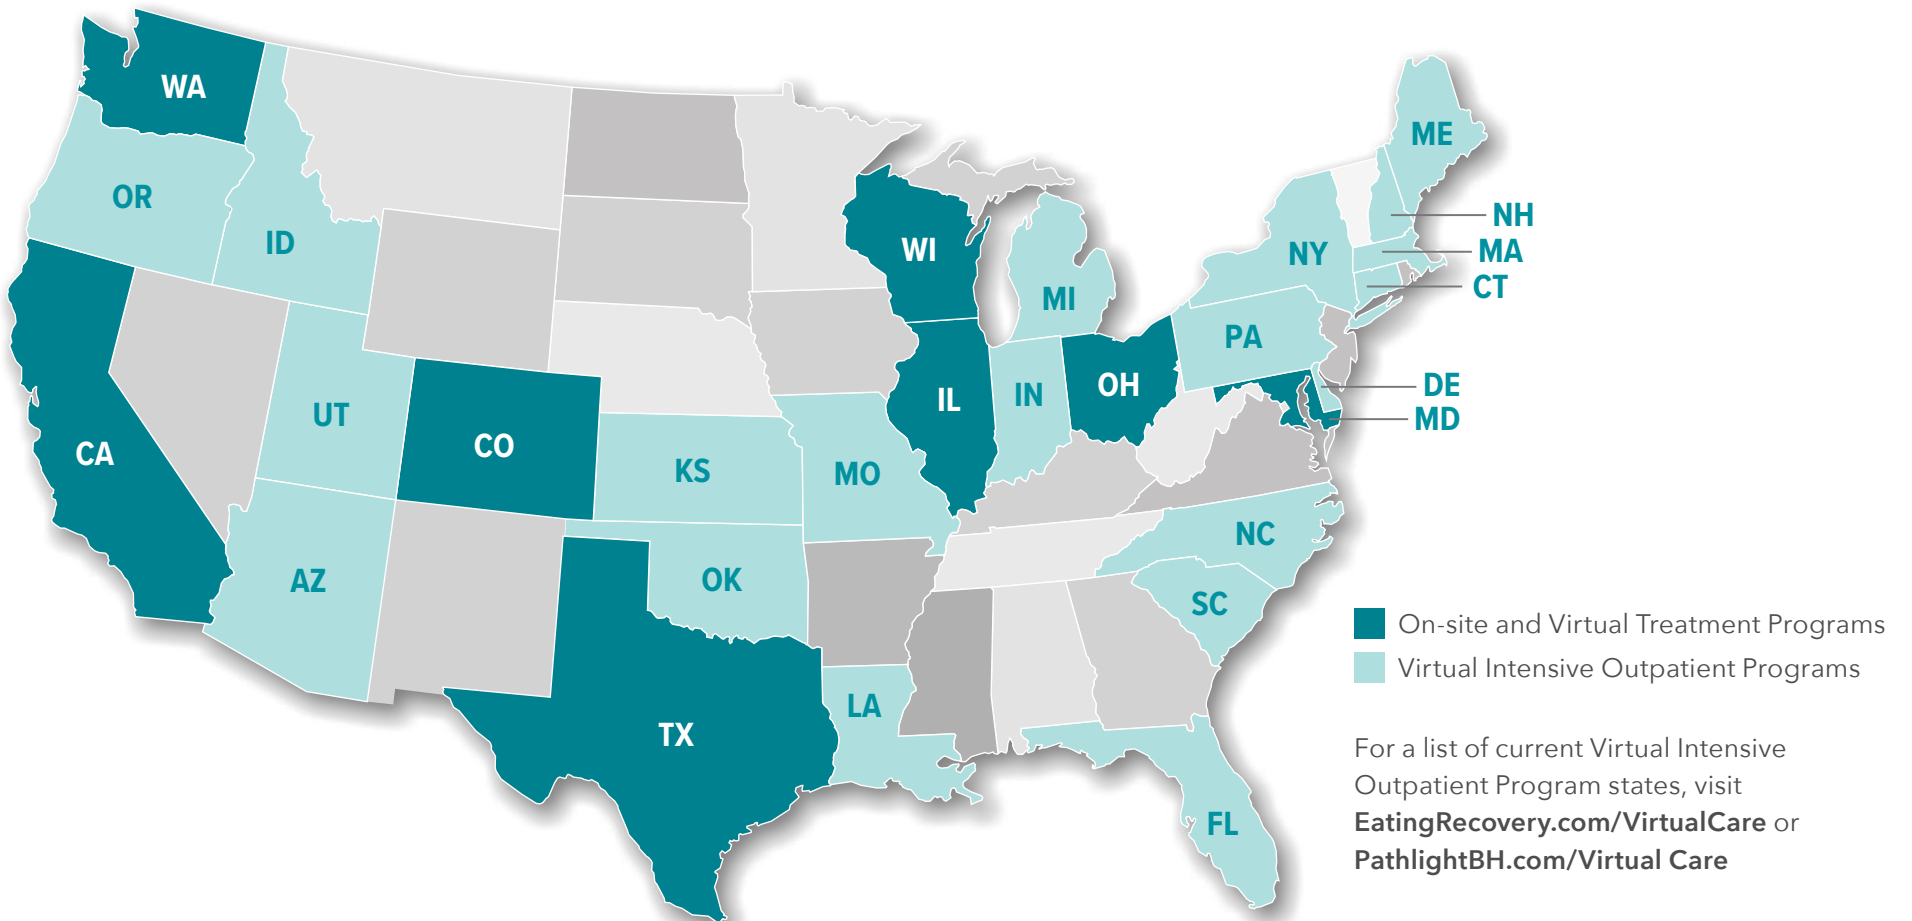 WA
ME
OR
NH
ID
WI
NY
MA
MI
CT
PA
OH
DE
IL
IN
UT
MD
CO
CA
KS
MO
NC
AZ
OK
SC
On-site and Virtual Treatment Programs
Virtual Intensive Outpatient Programs
LA
TX
For a list of current Virtual Intensive
Outpatient Program states, visit
EatingRecovery.com/VirtualCare or
PathlightBH.com/Virtual Care
FL